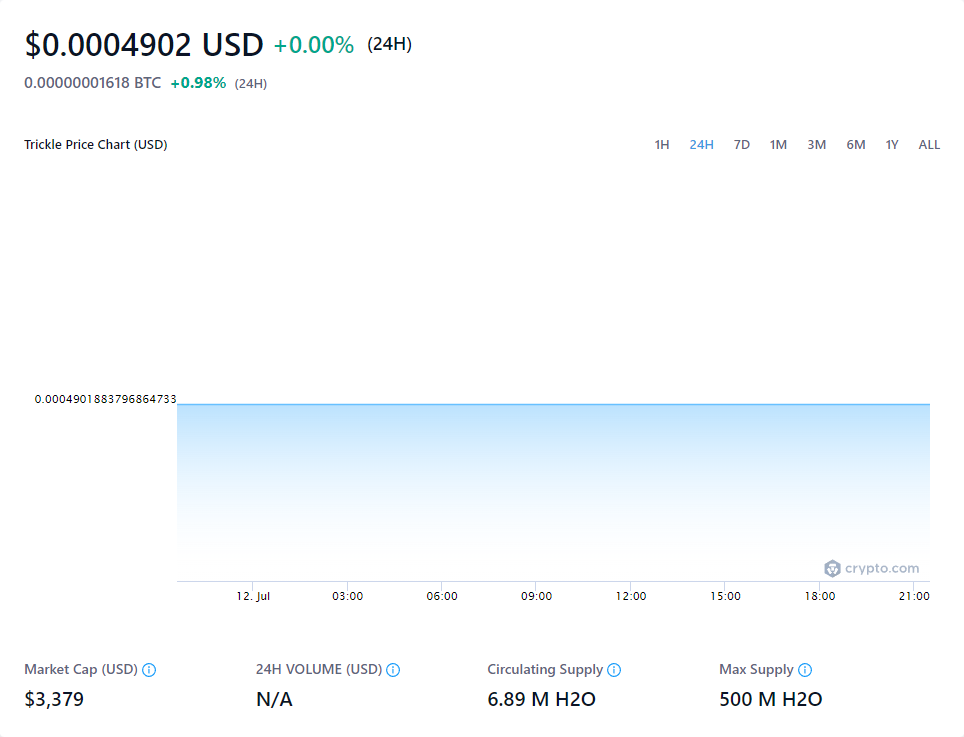 $0.0004902 USD +0.00% (24H)
0.00000001618 BTC +0.98% (24H)
Trickle Price Chart (USD) 1H 24H 7D 1M 3M 6M 1Y ALL
0.0004901883796864733
crypto.com
12. Jul 03:00 06:00 09:00 12:00 15:00 18:00 21:00
Market Cap (USD) 24H VOLUME (USD) Circulating Supply Max Supply
$3,379 N/A 6.89 M H2O 500 M H2O